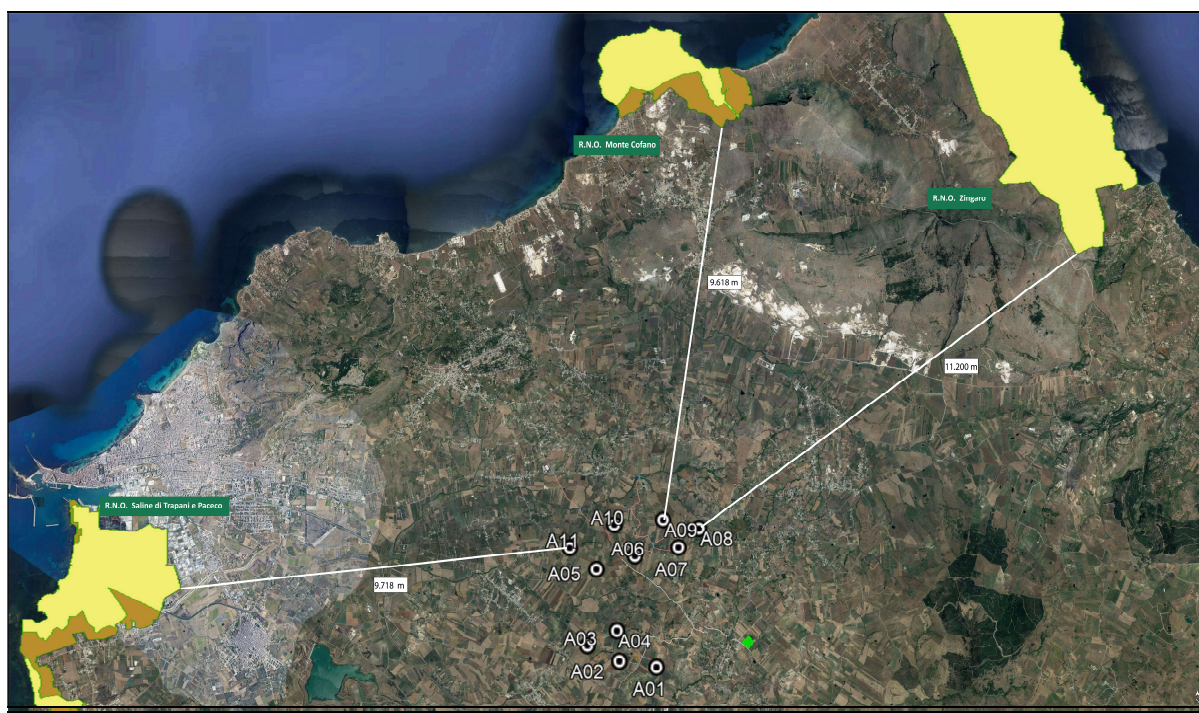 R.N.O. Monte Cofano
R.N.O. Zingaro
9.618 m
11.200 m
R.N.O. Saline di Trapani e Paceco
A10
A09
A08
A11
A06
A07
A05
9.718 m
A03
A04
A02
A01